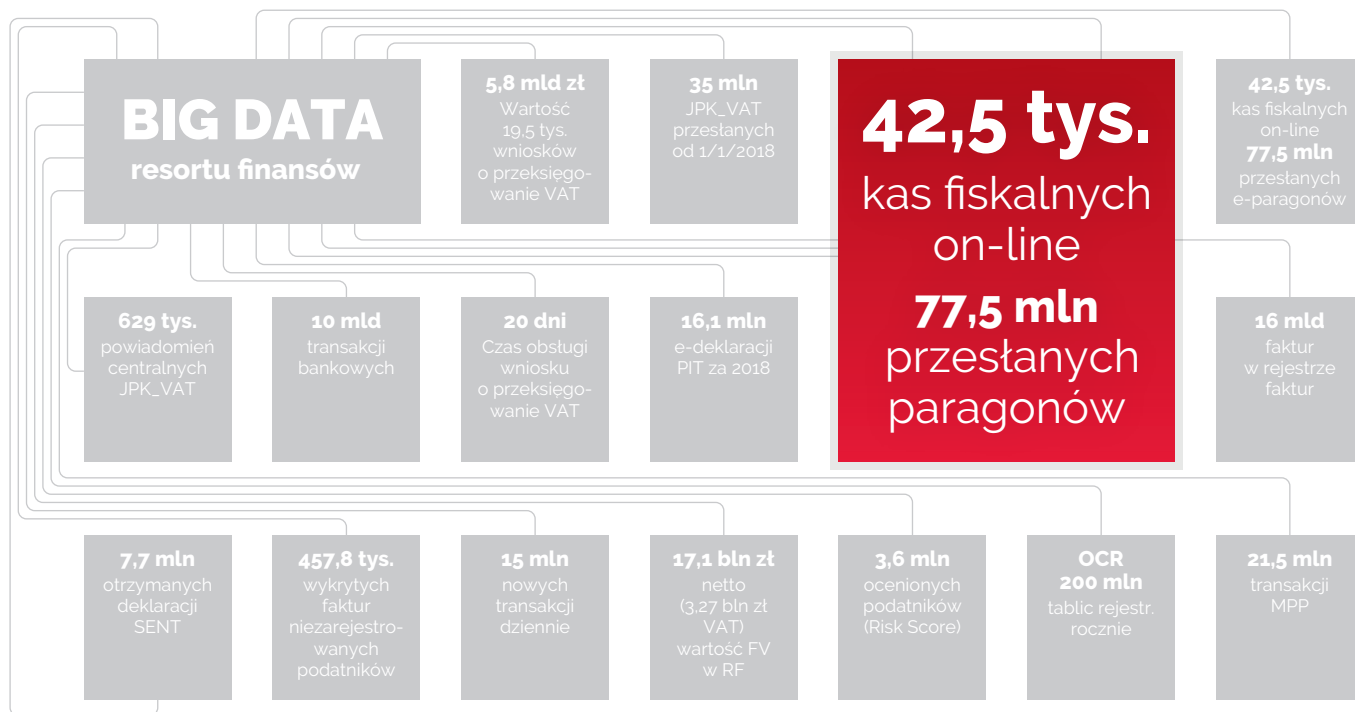 BIG DATA
resortu finansów
5,8 mld zł
Wartość
19,5 tys.
wniosków
o przeksięgo-
wanie VAT
35 mln
JPK_VAT
przesłanych
od 1/1/2018
42,5 tys.
kas fiskalnych
on-line
77,5 mln
przesłanych
paragonów
42,5 tys.
kas fiskalnych
on-line
77,5 mln
przesłanych
e-paragonów
629 tys.
powiadomień
centralnych
JPK_VAT
10 mld
transakcji
bankowych
20 dni
Czas obsługi
wniosku
o przeksięgo-
wanie VAT
16,1 mln
e-deklaracji
PIT za 2018
16 mld
faktur
w rejestrze
faktur
7,7 mln
otrzymanych
deklaracji
SENT
457,8 tys.
wykrytych
faktur
niezarejestro-
wanych
podatników
15 mln
nowych
transakcji
dziennie
17,1 bln zł
netto
(3,27 bln zł
VAT)
wartość FV
w RF
3,6 mln
ocenionych
podatników
(Risk Score)
OCR
200 mln
tablic rejestr.
rocznie
21,5 mln
transakcji
MPP